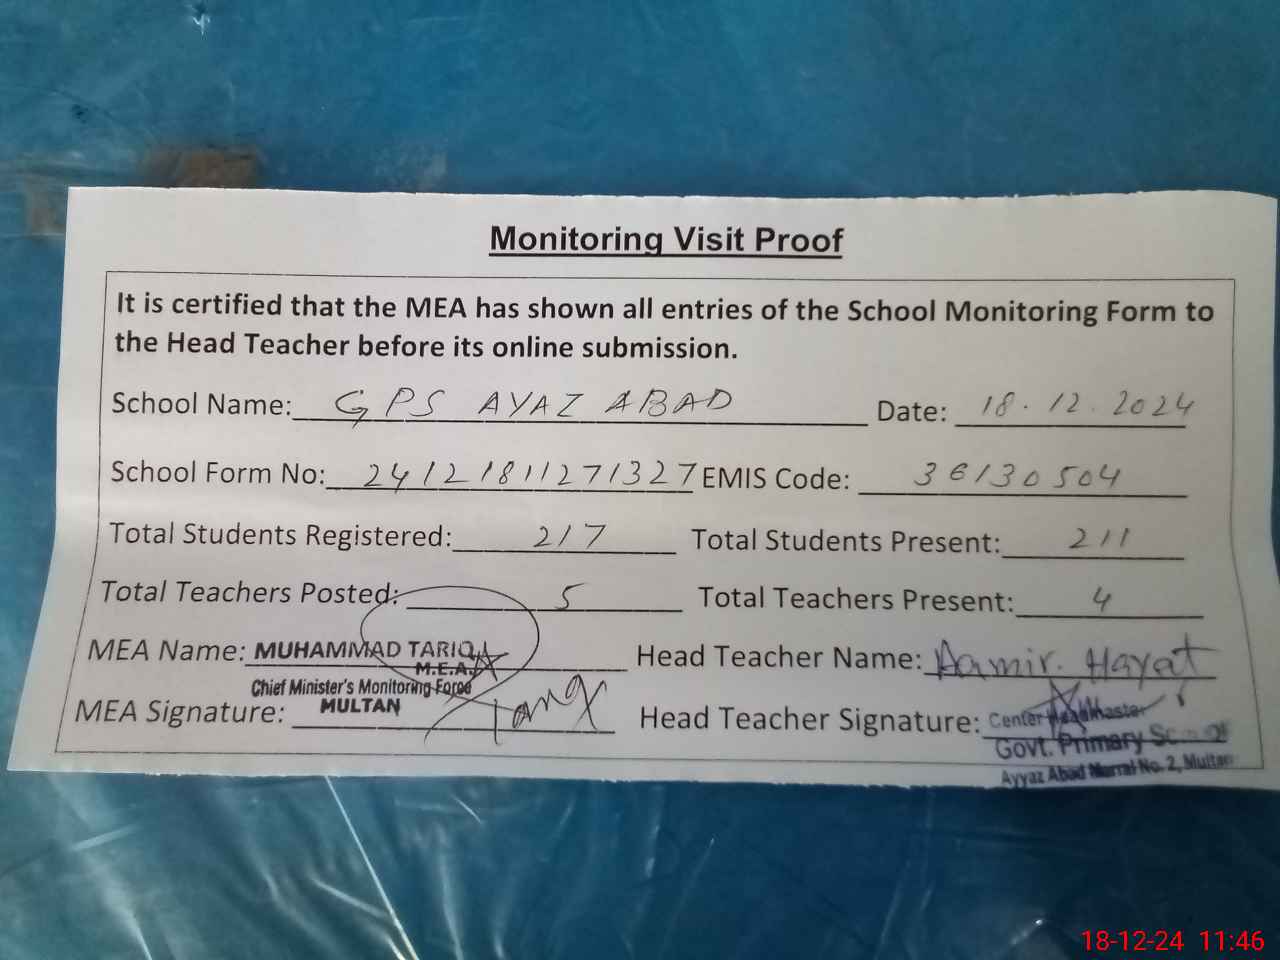 Monitoring Visit Proof
It is certified that the MEA has shown all entries of the School Monitoring Form to
the Head Teacher before its online submission.
School Name: GPS AYAZ ABAD Date: 18.12.2024
School Form No: 24121811271327 EMIS Code: 36130504
Total Students Registered: 217 Total Students Present: 211
Total Teachers Posted: 5 Total Teachers Present: 4
MEA Name: MUHAMMAD TARIQ Head Teacher Name: Aamir. Hayat
M.E.A.
Chief Minister's Monitoring Force
MULTAN
MEA Signature: Head Teacher Signature: Center HeadMaster
Govt. Primary
Ayyaz Abad No. 2, Multan
18-12-24 11:46